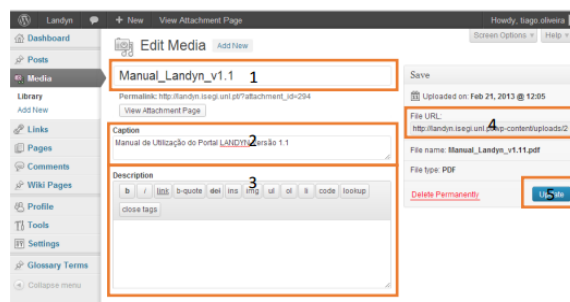 Landyn + New View Attachment Page Howdy, tiago.oliveira
Screen Options Help
Dashboard
Posts
Media
Library
Add New
Links
Pages
Comments
Wiki Pages
Profile
Tools
Settings
Glossary Terms
Collapse menu
Edit Media Add New
Manual_Landyn_v1.1 1
Permalink: http://landyn.isegi.unl.pt/?attachment_id=294
View Attachment Page
Caption
2
Manual de Utilização do Portal LANDYN versão 1.1
Description
3
b i link b-quote del ins img ul ol li code lookup
close tags
Save
Uploaded on: Feb 21, 2013 @ 12:05
File URL:
4
http://landyn.isegi.unl.pt/wp-content/uploads/2
File name: Manual_Landyn_v1.11.pdf
File type: PDF
Delete Permanently Update
5